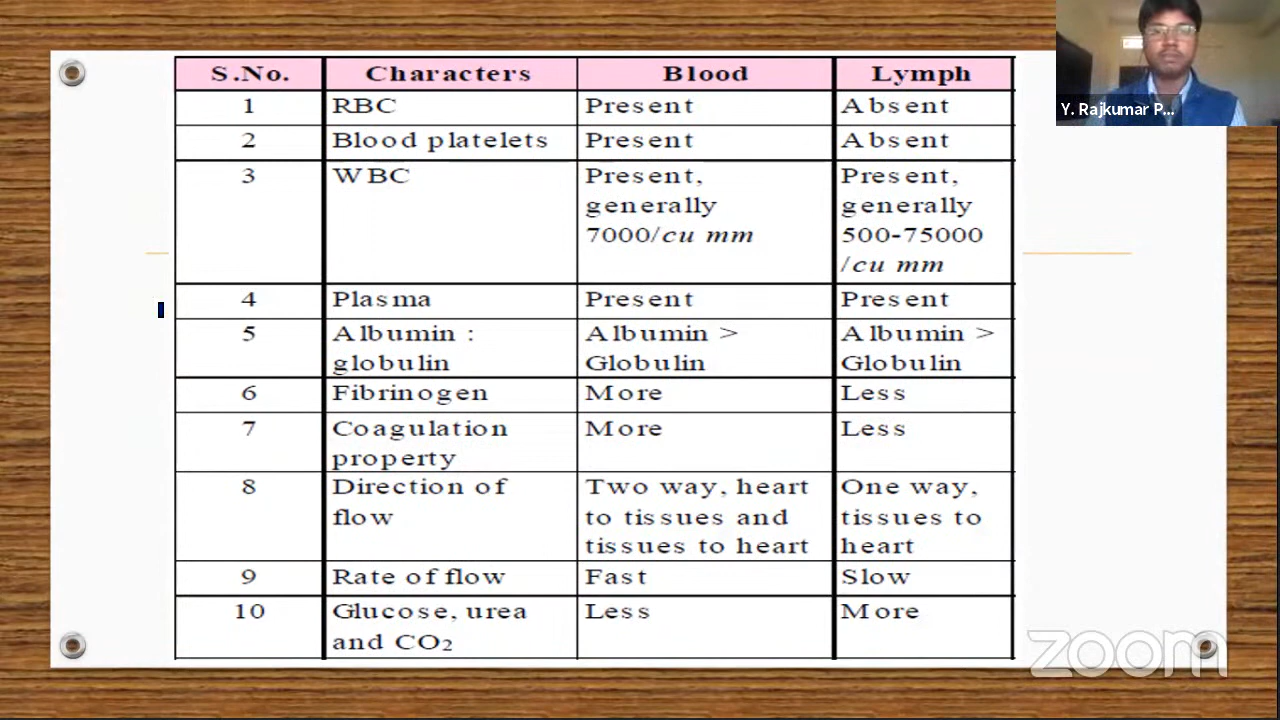 S.No. Characters Blood Lymph
1 RBC Present Absent
2 Blood platelets Present Absent
3 WBC Present, Present,
generally generally
7000/cu mm 500-75000
/cu mm
4 Plasma Present Present
5 Albumin : Albumin > Albumin >
globulin Globulin Globulin
6 Fibrinogen More Less
7 Coagulation More Less
property
8 Direction of Two way, heart One way,
flow to tissues and tissues to
tissues to heart heart
9 Rate of flow Fast Slow
10 Glucose, urea Less More
and CO₂
Y. Rajkumar P...
zoom